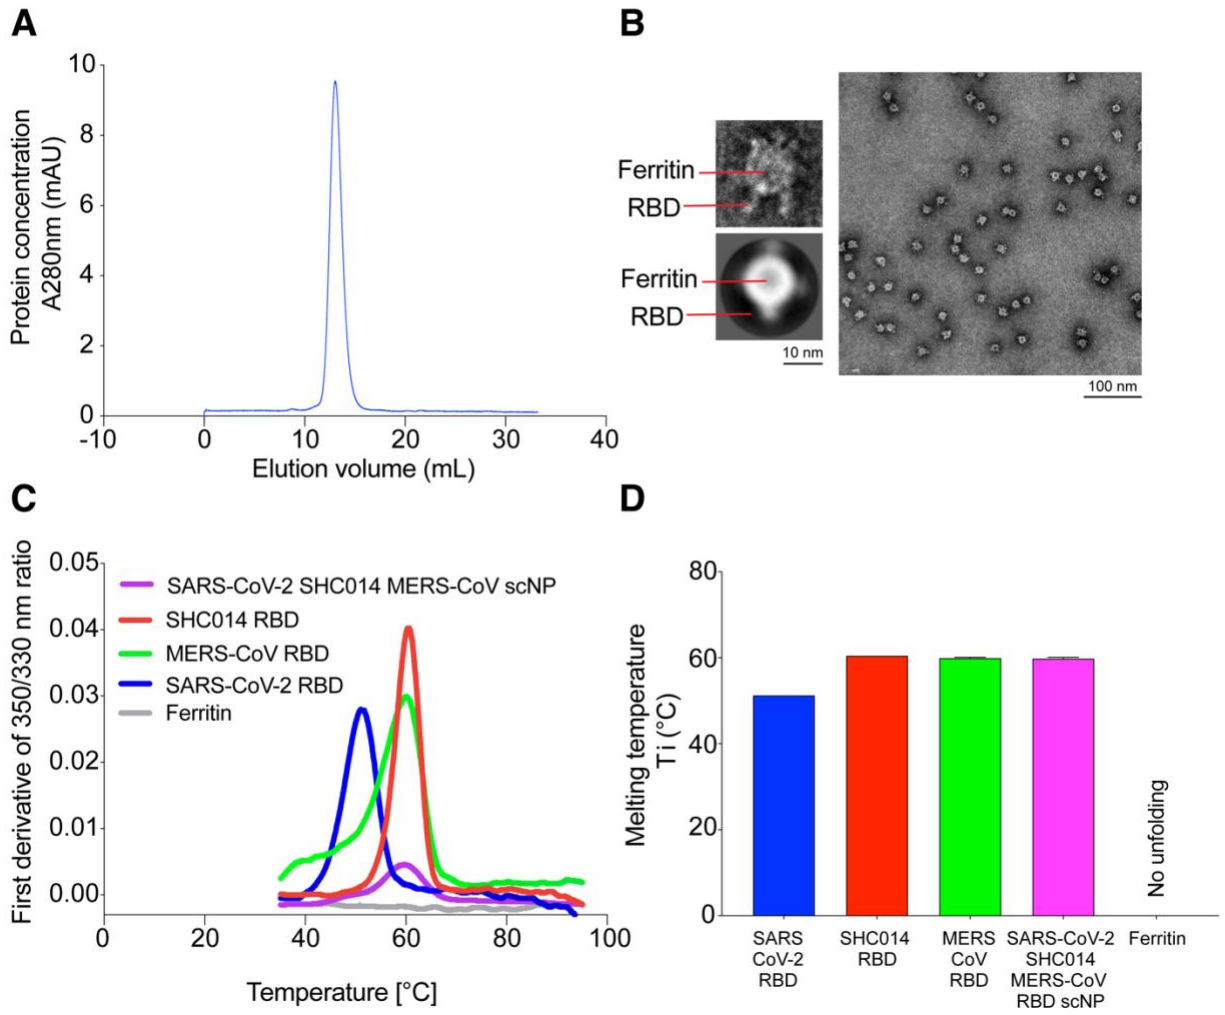 A
Protein concentration
A280nm (mAU)
10
8
6
4
2
0
-10
0
10
20
30
40
Elution volume (mL)
B
Ferritin
RBD
Ferritin
RBD
10 nm
100 nm
C
First derivative of 350/330 nm ratio
0.05
0.04
0.03
0.02
0.01
0.00
SARS-CoV-2 SHC014 MERS-CoV scNP
SHC014 RBD
MERS-CoV RBD
SARS-CoV-2 RBD
Ferritin
0
20
40
60
80
100
Temperature [°C]
D
Melting temperature
Ti (°C)
80
60
40
20
0
No unfolding
SARS
CoV-2
RBD
SHC014
RBD
MERS
CoV
RBD
SARS-CoV-2
SHC014
MERS-CoV
RBD scNP
Ferritin